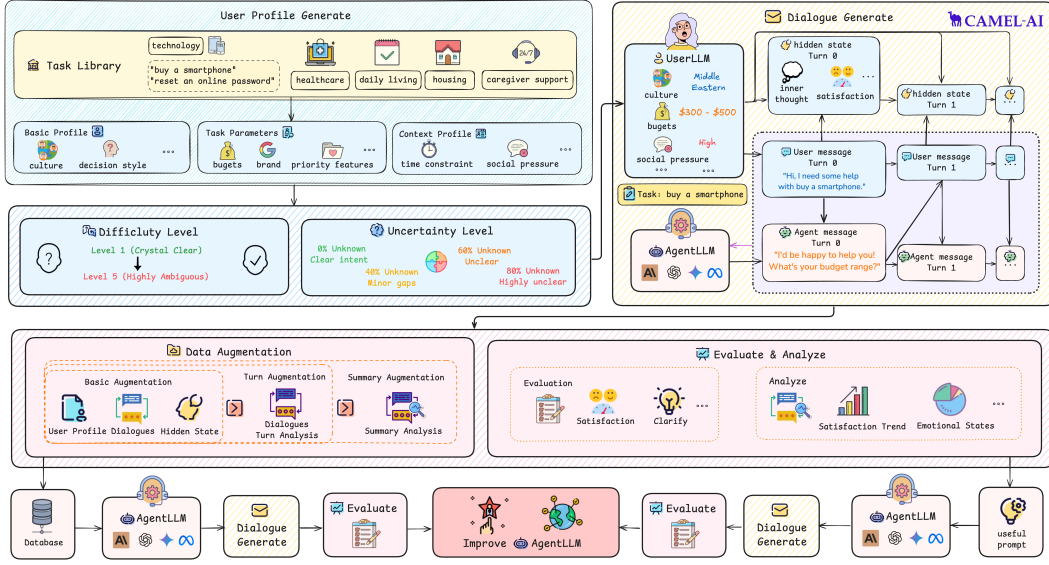 User Profile Generate
Task Library
technology
"buy a smartphone"
"reset an online password"
healthcare
daily living
housing
24/7
caregiver support
Basic Profile
culture
decision style
...
Task Parameters
bugets
brand
priority features
...
Context Profile
time constraint
social pressure
...
Difficluty Level
Level 1 (Crystal Clear)
Level 5 (Highly Ambiguous)
Uncertainty Level
0% Unknown
Clear intent
40% Unknown
Minor gaps
60% Unknown
Unclear
80% Unknown
Highly unclear
Dialogue Generate
CAMEL-AI
UserLLM
culture
Middle
Eastern
bugets
$300 - $500
social pressure
High
... ...
Task: buy a smartphone
AgentLLM
hidden state
Turn 0
inner
thought
satisfaction
...
hidden state
Turn 1
...
User message
Turn 0
"Hi, I need some help
with buy a smartphone."
User message
Turn 1
...
Agent message
Turn 0
"I'd be happy to help you!
What's your budget range?"
Agent message
Turn 1
...
Data Augmentation
Basic Augmentation
User Profile
Dialogues
Hidden State
Turn Augmentation
Dialogues
Turn Analysis
Summary Augmentation
Summary Analysis
Evaluate & Analyze
Evaluation
Satisfaction
Clarify
...
Analyze
Satisfaction Trend
Emotional States
...
Database
AgentLLM
Dialogue
Generate
Evaluate
Improve AgentLLM
Evaluate
Dialogue
Generate
AgentLLM
useful
prompt